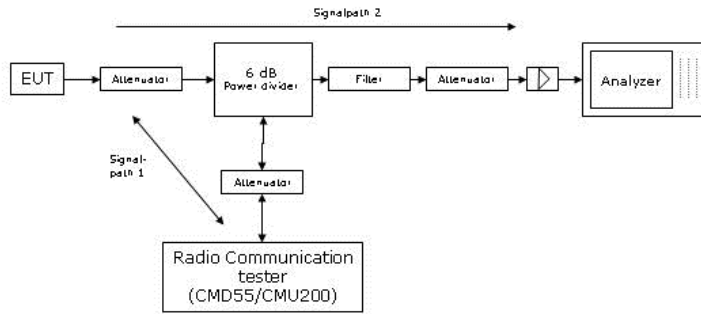 Signalpath 2
EUT
Attenuator
6 dB
Power divider
Filter
Attenuator
Analyzer
Signal-
path 1
Attenuator
Radio Communication
tester
(CMD55/CMU200)